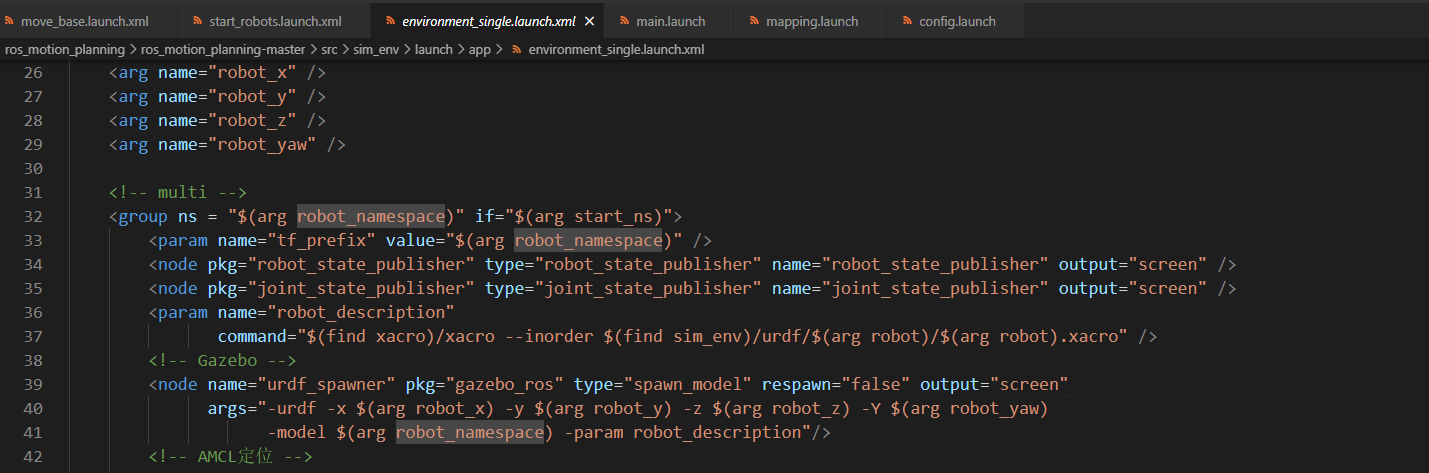 move_base.launch.xml start_robots.launch.xml environment_single.launch.xml × main.launch mapping.launch config.launch
ros_motion_planning > ros_motion_planning-master > src > sim_env > launch > app > environment_single.launch.xml
26 <arg name="robot_x" />
27 <arg name="robot_y" />
28 <arg name="robot_z" />
29 <arg name="robot_yaw" />
30
31 <!-- multi -->
32 <group ns = "$(arg robot_namespace)" if="$(arg start_ns)">
33 <param name="tf_prefix" value="$(arg robot_namespace)" />
34 <node pkg="robot_state_publisher" type="robot_state_publisher" name="robot_state_publisher" output="screen" />
35 <node pkg="joint_state_publisher" type="joint_state_publisher" name="joint_state_publisher" output="screen" />
36 <param name="robot_description"
37 command="$(find xacro)/xacro --inorder $(find sim_env)/urdf/$(arg robot)/$(arg robot).xacro" />
38 <!-- Gazebo -->
39 <node name="urdf_spawner" pkg="gazebo_ros" type="spawn_model" respawn="false" output="screen"
40 args="-urdf -x $(arg robot_x) -y $(arg robot_y) -z $(arg robot_z) -Y $(arg robot_yaw)
41 -model $(arg robot_namespace) -param robot_description"/>
42 <!-- AMCL定位 -->